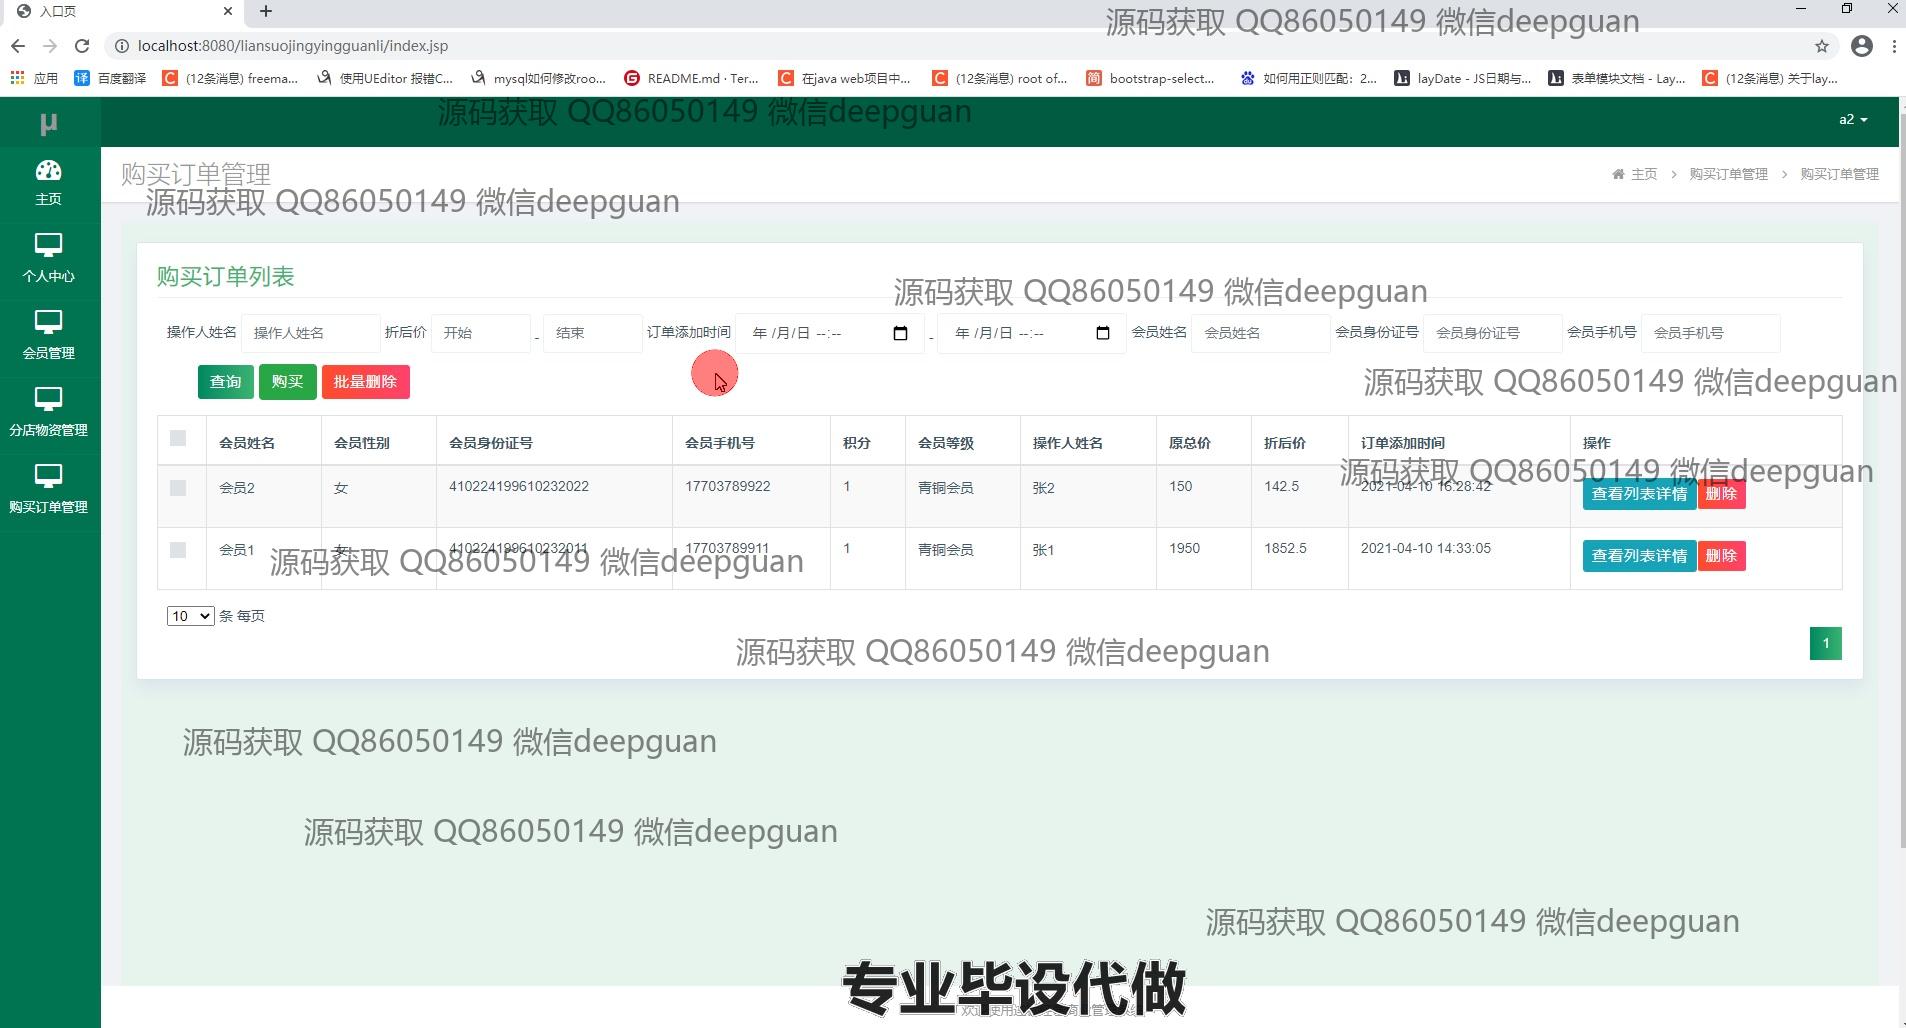 入口页
源码获取 QQ86050149 微信deepguan
localhost:8080/liansuojingyingguanli/index.jsp
应用 百度翻译 (12条消息) freema... 使用UEditor 报错C... mysql如何修改roo... README.md · Ter... 在java web项目中... (12条消息) root of... bootstrap-select... 如何用正则匹配：2... layDate - JS日期与... 表单模块文档 - Lay... (12条消息) 关于lay...
源码获取 QQ86050149 微信deepguan
μ
a2
主页
个人中心
会员管理
分店物资管理
购买订单管理
购买订单管理
主页 > 购买订单管理 > 购买订单管理
源码获取 QQ86050149 微信deepguan
购买订单列表
源码获取 QQ86050149 微信deepguan
操作人姓名 操作人姓名 折后价 开始 - 结束 订单添加时间 年 /月/日 --:-- - 年 /月/日 --:-- 会员姓名 会员姓名 会员身份证号 会员身份证号 会员手机号 会员手机号
查询 购买 批量删除
源码获取 QQ86050149 微信deepguan
会员姓名 会员性别 会员身份证号 会员手机号 积分 会员等级 操作人姓名 原总价 折后价 订单添加时间 操作
源码获取 QQ86050149 微信deepguan
会员2 女 410224199610232022 17703789922 1 青铜会员 张2 150 142.5 2021-04-10 16:28:42 查看列表详情 删除
会员1 女 410224199610232011 17703789911 1 青铜会员 张1 1950 1852.5 2021-04-10 14:33:05 查看列表详情 删除
源码获取 QQ86050149 微信deepguan
10 条 每页
1
源码获取 QQ86050149 微信deepguan
源码获取 QQ86050149 微信deepguan
源码获取 QQ86050149 微信deepguan
源码获取 QQ86050149 微信deepguan
专业毕设代做